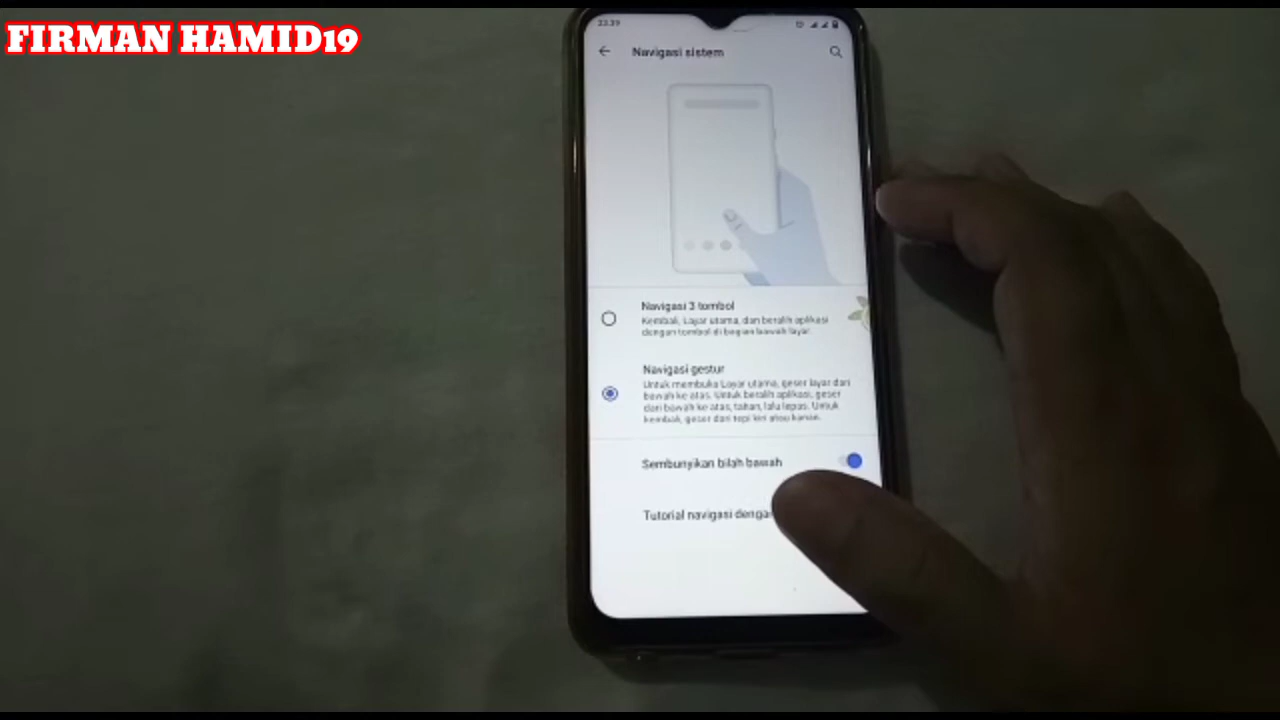 FIRMAN HAMID19
23.39
Navigasi sistem
Navigasi 3 tombol
Kembali, Layar utama, dan beralih aplikasi
dengan tombol di bagian bawah layar
Navigasi gestur
Untuk membuka Layar utama, geser layar dari
bawah ke atas. Untuk beralih aplikasi, geser
dari bawah ke atas, tahan, lalu lepas. Untuk
kembali, geser dari tepi kiri atau kanan.
Sembunyikan bilah bawah
Tutorial navigasi dengan